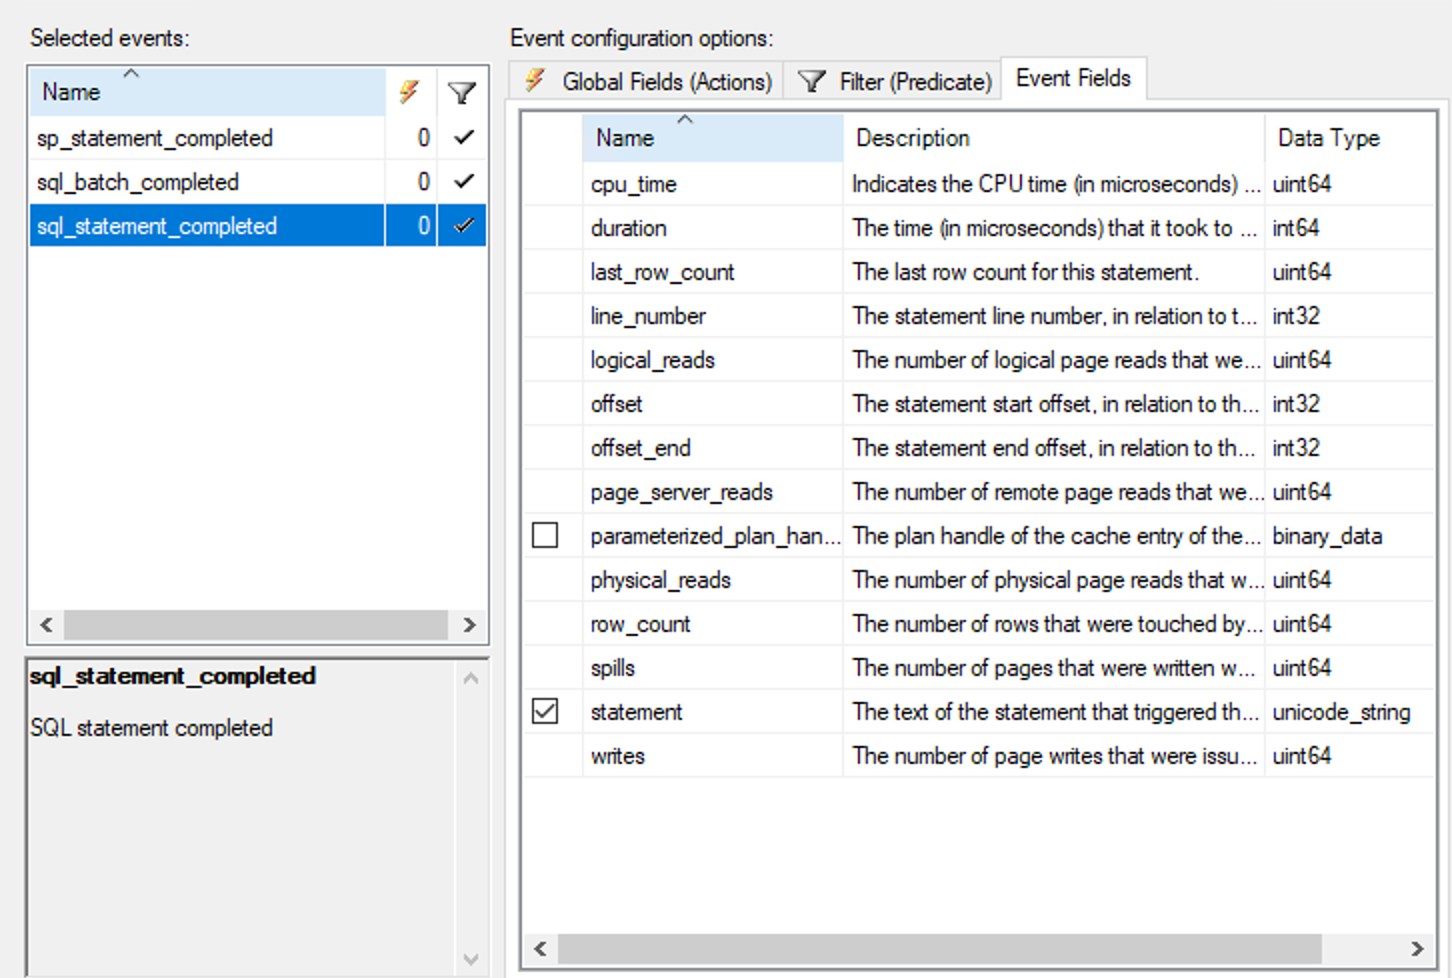 Selected events:
Name
sp_statement_completed 0
sql_batch_completed 0
sql_statement_completed 0
sql_statement_completed
SQL statement completed
Event configuration options:
Global Fields (Actions) Filter (Predicate) Event Fields
Name Description Data Type
cpu_time Indicates the CPU time (in microseconds) ... uint64
duration The time (in microseconds) that it took to ... int64
last_row_count The last row count for this statement. uint64
line_number The statement line number, in relation to t... int32
logical_reads The number of logical page reads that we... uint64
offset The statement start offset, in relation to th... int32
offset_end The statement end offset, in relation to th... int32
page_server_reads The number of remote page reads that we... uint64
parameterized_plan_han... The plan handle of the cache entry of the... binary_data
physical_reads The number of physical page reads that w... uint64
row_count The number of rows that were touched by... uint64
spills The number of pages that were written w... uint64
statement The text of the statement that triggered th... unicode_string
writes The number of page writes that were issu... uint64